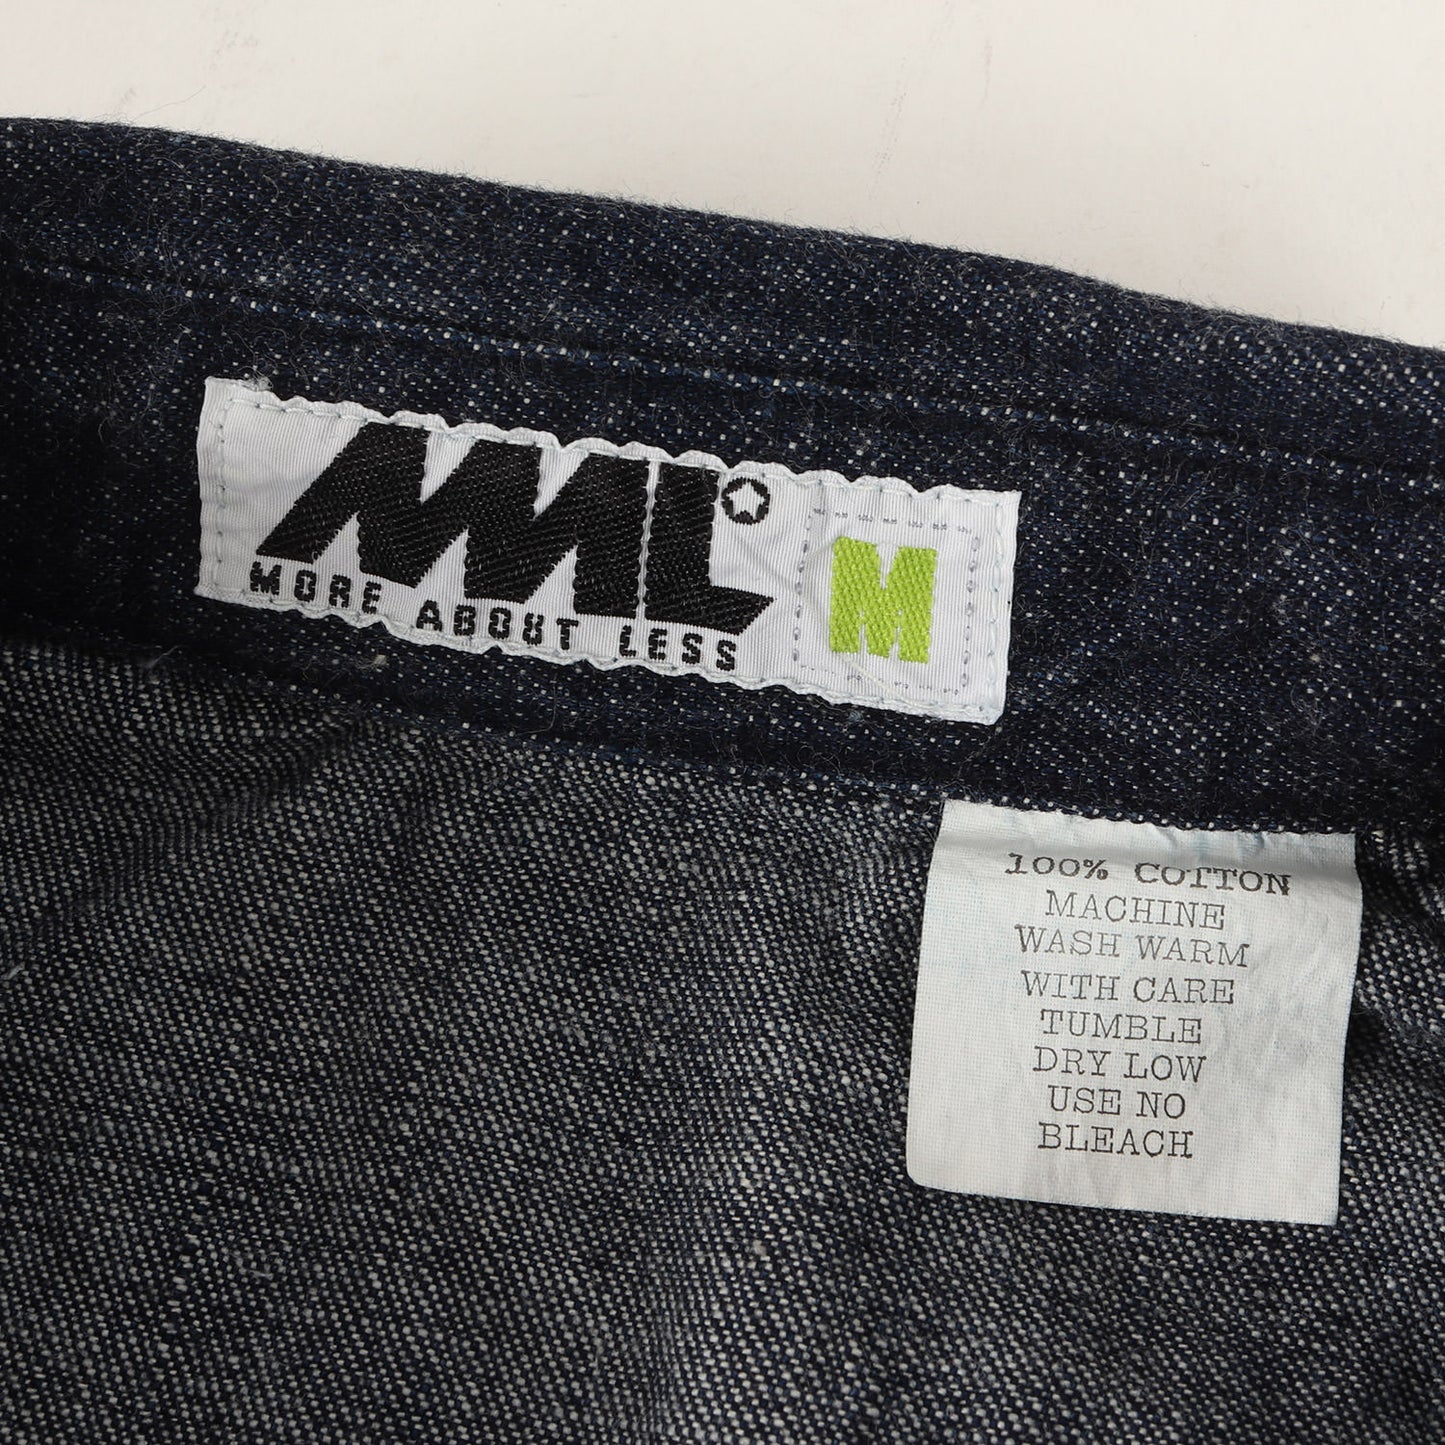 MML
MORE ABOUT LESS
M
100% COTTON
MACHINE
WASH WARM
WITH CARE
TUMBLE
DRY LOW
USE NO
BLEACH